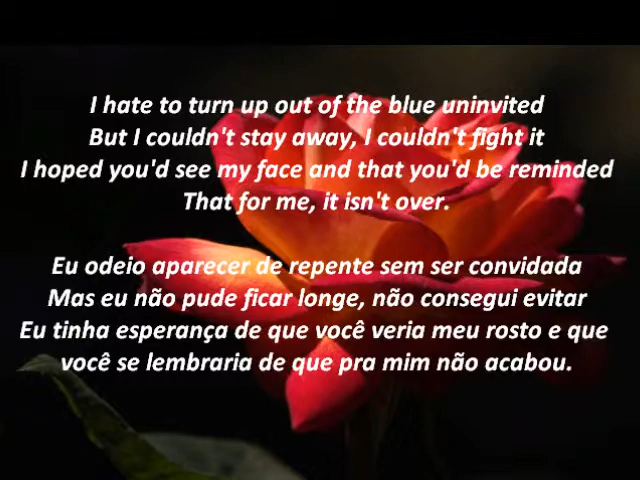 I hate to turn up out of the blue uninvited
But I couldn't stay away, I couldn't fight it
I hoped you'd see my face and that you'd be reminded
That for me, it isn't over.
Eu odeio aparecer de repente sem ser convidada
Mas eu não pude ficar longe, não consegui evitar
Eu tinha esperança de que você veria meu rosto e que
você se lembraria de que pra mim não acabou.